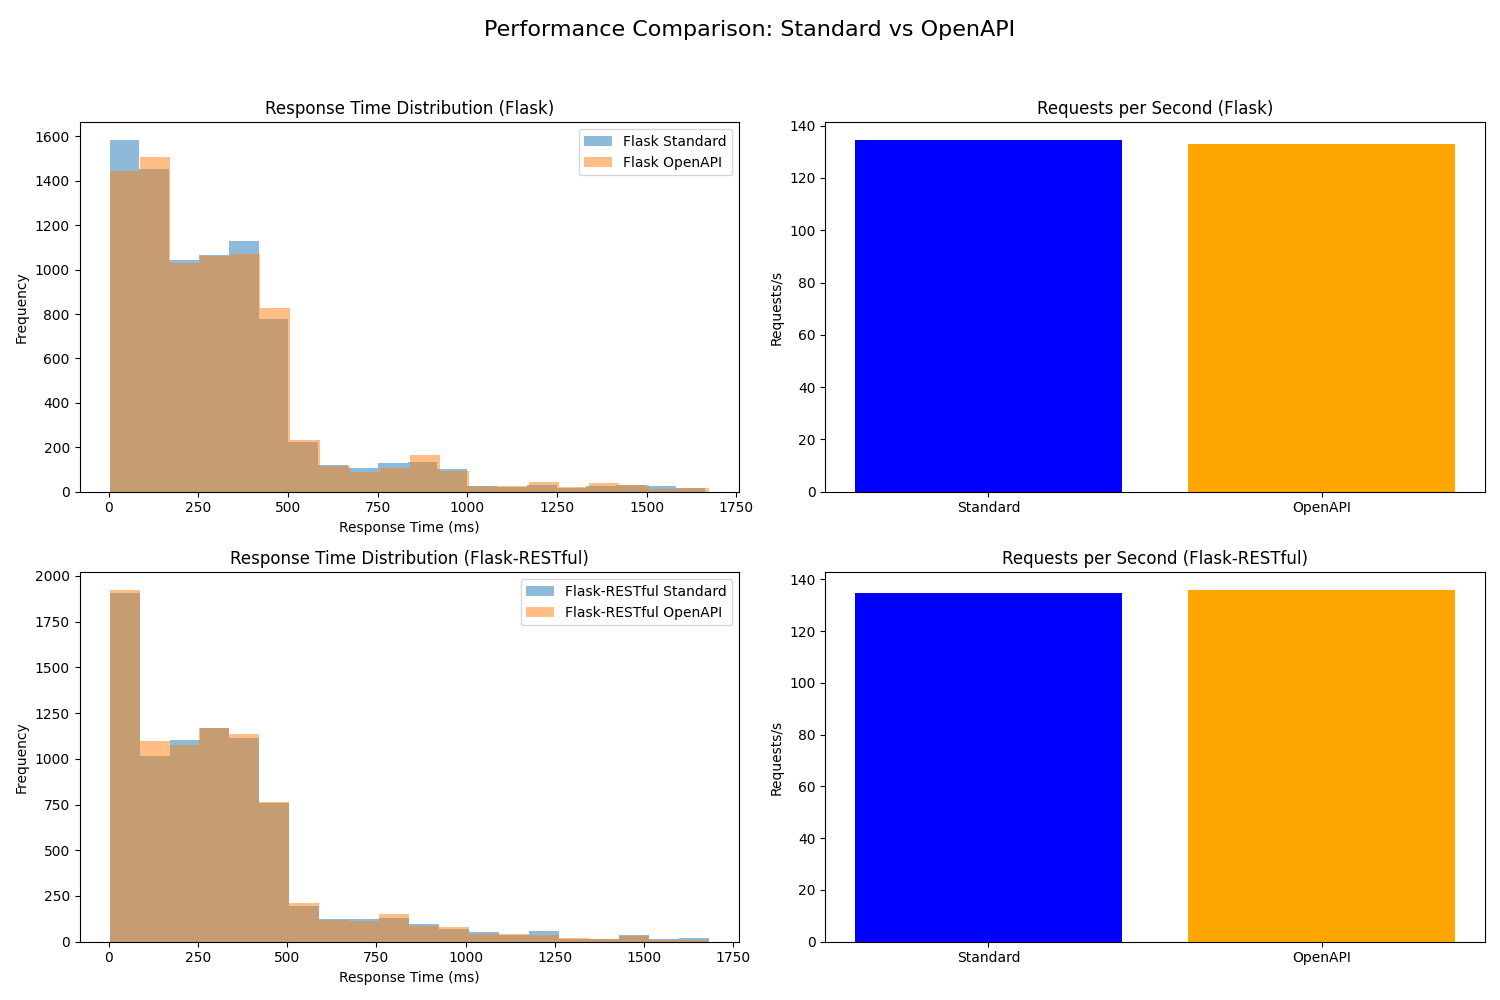 Performance Comparison: Standard vs OpenAPI
Response Time Distribution (Flask)
1600
1400
1200
1000
800
600
400
200
0
Frequency
Flask Standard
Flask OpenAPI
0 250 500 750 1000 1250 1500 1750
Response Time (ms)
Requests per Second (Flask)
140
120
100
80
60
40
20
0
Requests/s
Standard OpenAPI
Response Time Distribution (Flask-RESTful)
2000
1750
1500
1250
1000
750
500
250
0
Frequency
Flask-RESTful Standard
Flask-RESTful OpenAPI
0 250 500 750 1000 1250 1500 1750
Response Time (ms)
Requests per Second (Flask-RESTful)
140
120
100
80
60
40
20
0
Requests/s
Standard OpenAPI